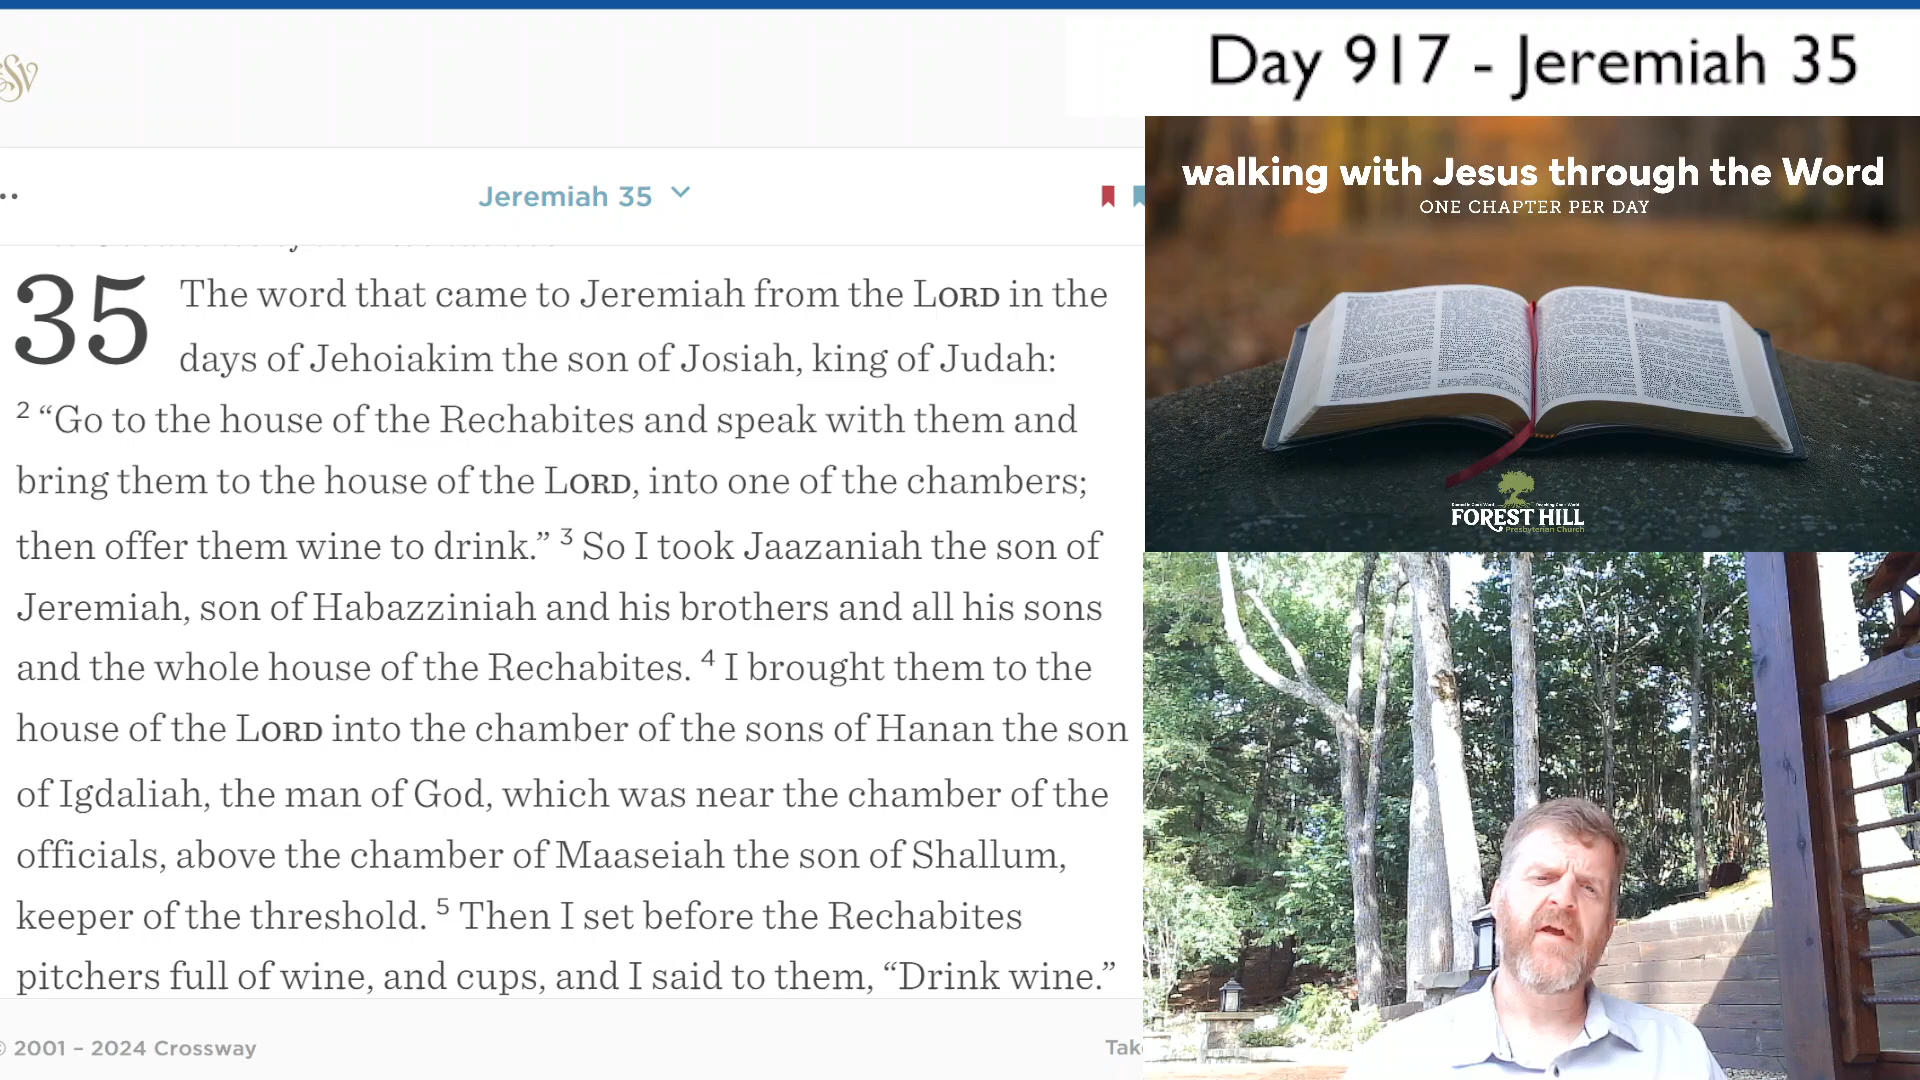 SV
Day 917 - Jeremiah 35
Jeremiah 35
35 The word that came to Jeremiah from the LORD in the
days of Jehoiakim the son of Josiah, king of Judah:
2 “Go to the house of the Rechabites and speak with them and
bring them to the house of the LORD, into one of the chambers;
then offer them wine to drink.” 3 So I took Jaazaniah the son of
Jeremiah, son of Habazziniah and his brothers and all his sons
and the whole house of the Rechabites. 4 I brought them to the
house of the LORD into the chamber of the sons of Hanan the son
of Igdaliah, the man of God, which was near the chamber of the
officials, above the chamber of Maaseiah the son of Shallum,
keeper of the threshold. 5 Then I set before the Rechabites
pitchers full of wine, and cups, and I said to them, “Drink wine.”
© 2001 – 2024 Crossway
Tak
walking with Jesus through the Word
ONE CHAPTER PER DAY
FOREST HILL
Presbyterian Church